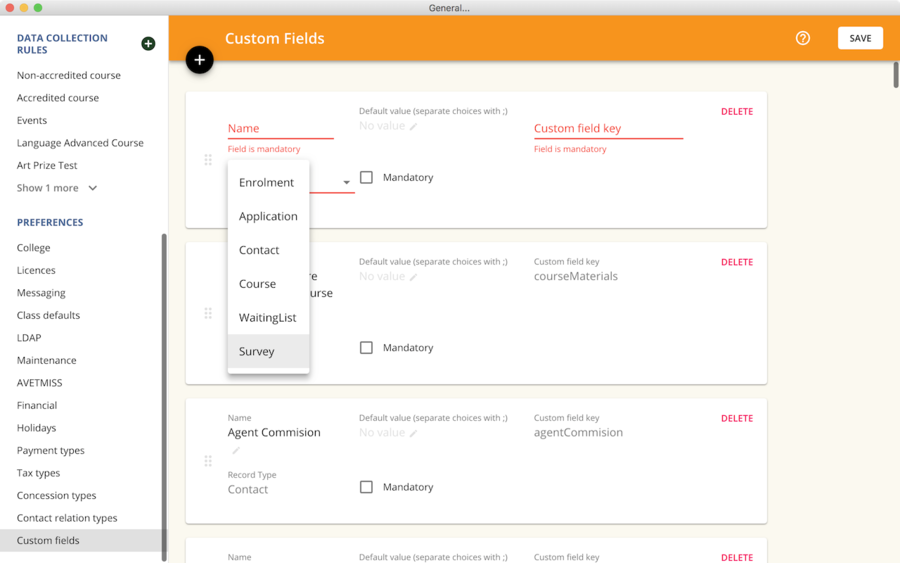 General...
DATA COLLECTION
RULES
Non-accredited course
Accredited course
Events
Language Advanced Course
Art Prize Test
Show 1 more
PREFERENCES
College
Licences
Messaging
Class defaults
LDAP
Maintenance
AVETMISS
Financial
Holidays
Payment types
Tax types
Concession types
Contact relation types
Custom fields
Custom Fields
SAVE
Name
Field is mandatory
Default value (separate choices with ;)
No value
Custom field key
Field is mandatory
DELETE
Mandatory
Enrolment
Application
Contact
Course
WaitingList
Survey
re
urse
Default value (separate choices with ;)
No value
Custom field key
courseMaterials
DELETE
Mandatory
Name
Agent Commision
Record Type
Contact
Default value (separate choices with ;)
No value
Custom field key
agentCommision
DELETE
Mandatory
Name
Default value (separate choices with ;)
Custom field key
DELETE